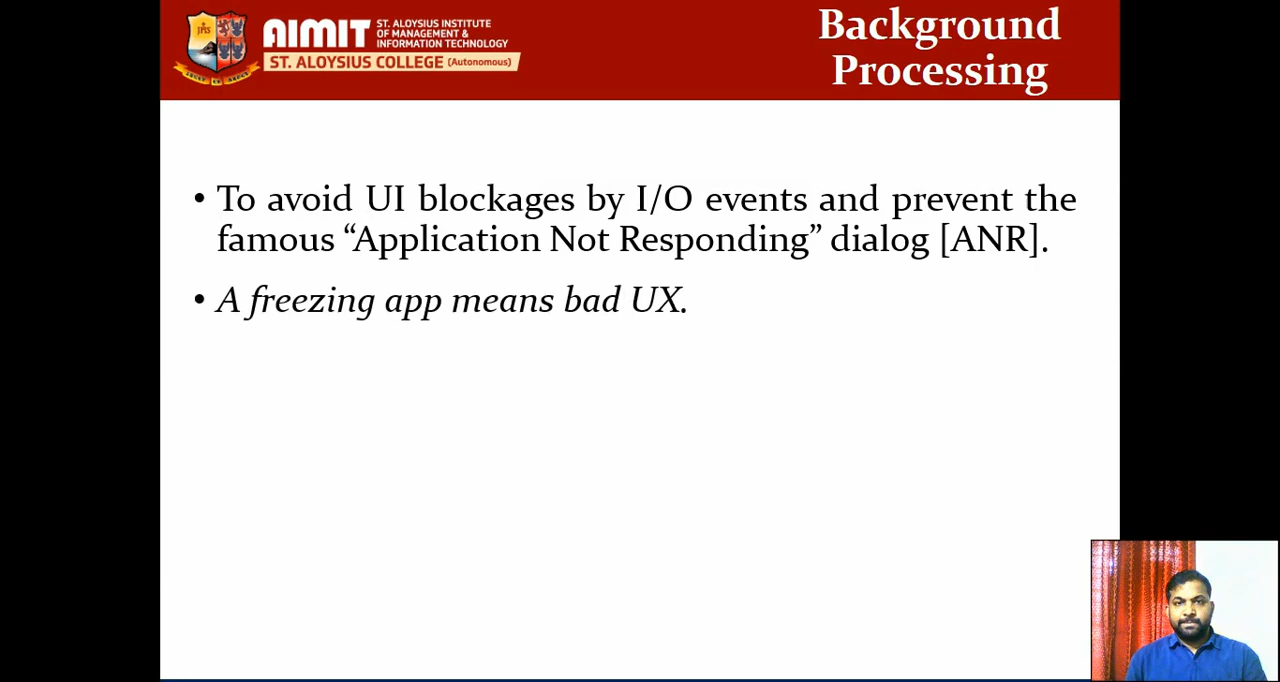 AIMIT
ST. ALOYSIUS INSTITUTE
OF MANAGEMENT &
INFORMATION TECHNOLOGY
ST. ALOYSIUS COLLEGE (Autonomous)
Background
Processing
• To avoid UI blockages by I/O events and prevent the
famous “Application Not Responding” dialog [ANR].
• A freezing app means bad UX.